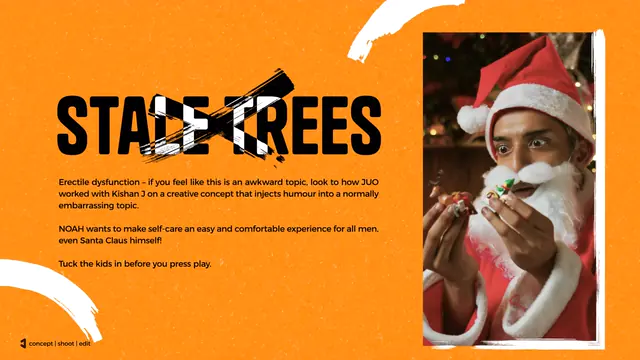 STALE TREES
Erectile dysfunction – if you feel like this is an awkward topic, look to how JUO
worked with Kishan J on a creative concept that injects humour into a normally
embarrassing topic.
NOAH wants to make self-care an easy and comfortable experience for all men,
even Santa Claus himself!
Tuck the kids in before you press play.
concept | shoot | edit